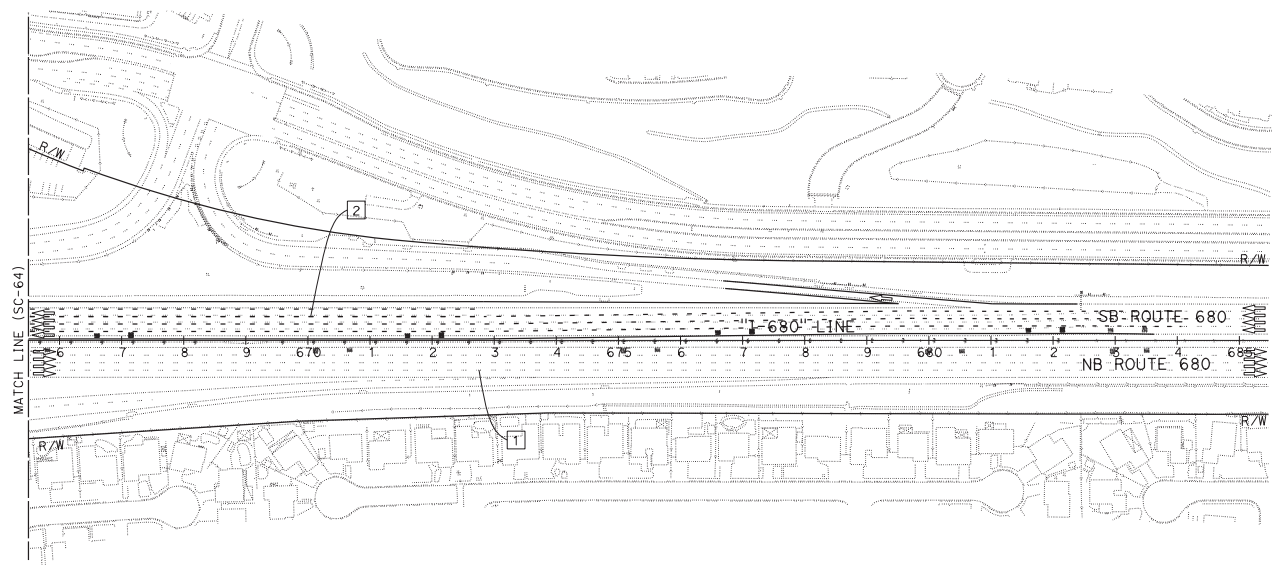 R/W
2
MATCH LINE (SC-64)
R/W
SB ROUTE 680
"I-680" LINE
6 7 8 9 670 1 2 3 4 675 6 7 8 9 680 1 2 3 4 685
NB ROUTE 680
R/W
R/W
1